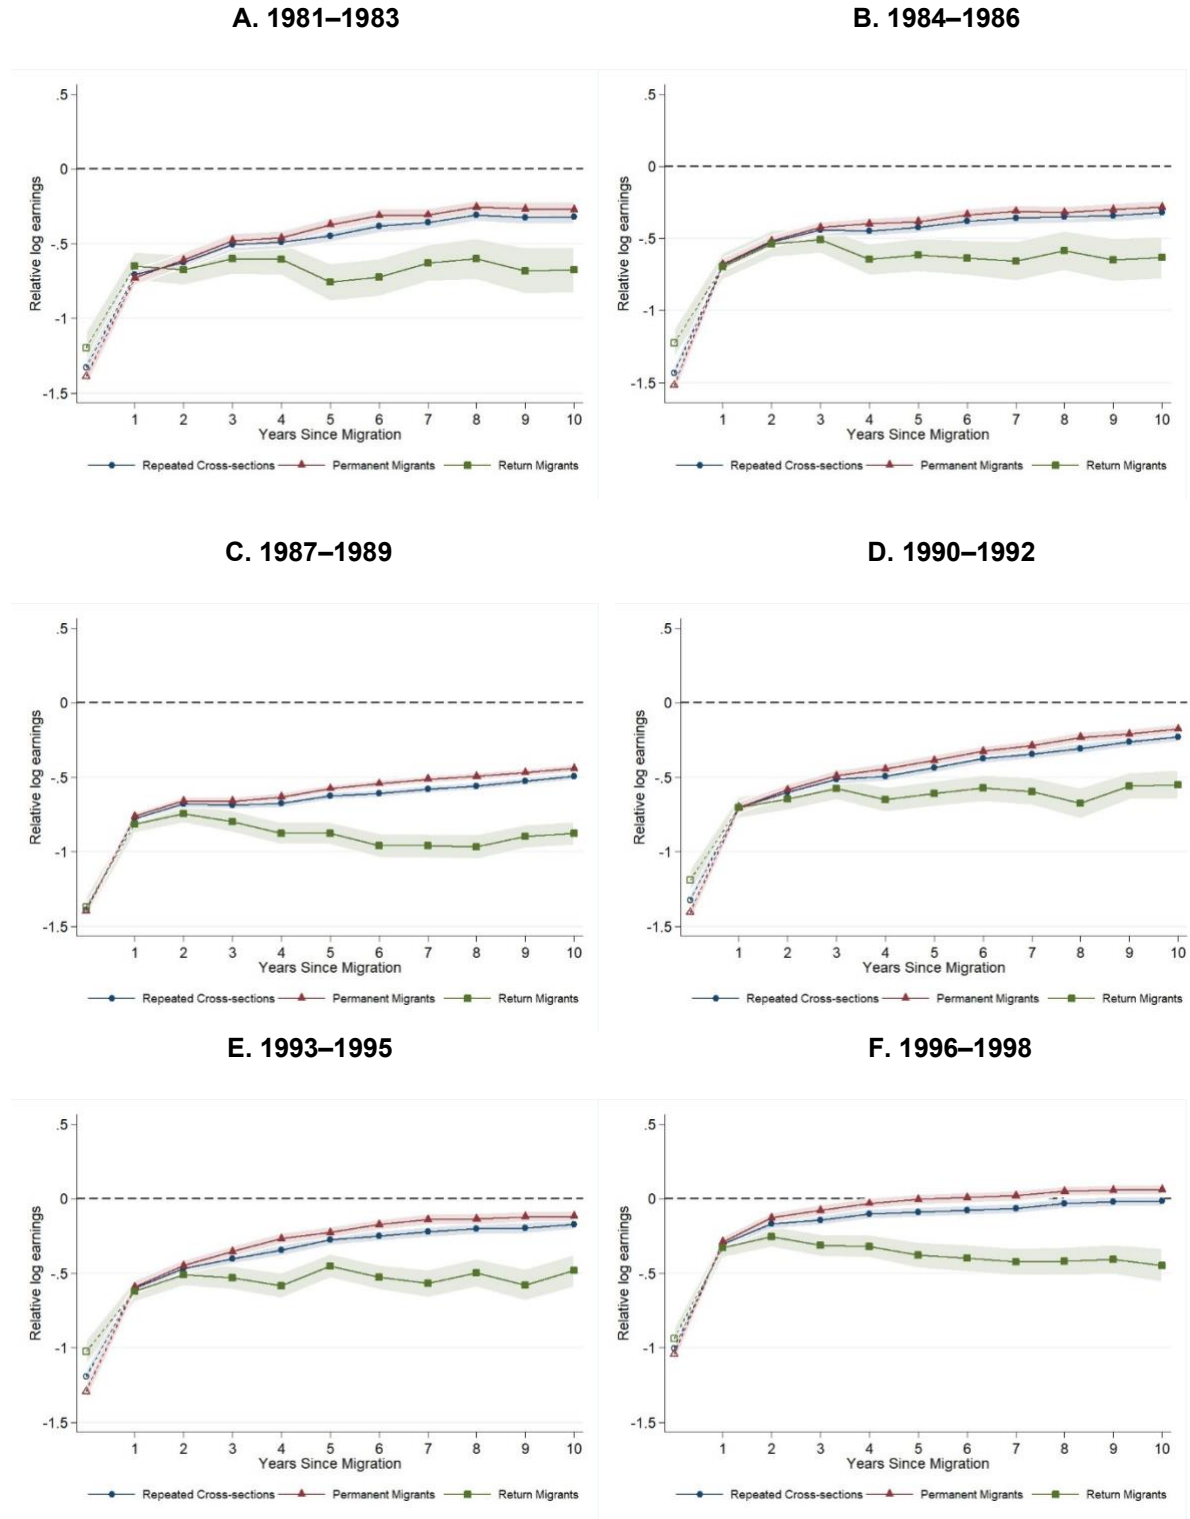 A. 1981–1983
.5
0
-.5
-1
-1.5
Relative log earnings
1 2 3 4 5 6 7 8 9 10
Years Since Migration
Repeated Cross-sections Permanent Migrants Return Migrants
B. 1984–1986
.5
0
-.5
-1
-1.5
Relative log earnings
1 2 3 4 5 6 7 8 9 10
Years Since Migration
Repeated Cross-sections Permanent Migrants Return Migrants
C. 1987–1989
.5
0
-.5
-1
-1.5
Relative log earnings
1 2 3 4 5 6 7 8 9 10
Years Since Migration
Repeated Cross-sections Permanent Migrants Return Migrants
D. 1990–1992
.5
0
-.5
-1
-1.5
Relative log earnings
1 2 3 4 5 6 7 8 9 10
Years Since Migration
Repeated Cross-sections Permanent Migrants Return Migrants
E. 1993–1995
.5
0
-.5
-1
-1.5
Relative log earnings
1 2 3 4 5 6 7 8 9 10
Years Since Migration
Repeated Cross-sections Permanent Migrants Return Migrants
F. 1996–1998
.5
0
-.5
-1
-1.5
Relative log earnings
1 2 3 4 5 6 7 8 9 10
Years Since Migration
Repeated Cross-sections Permanent Migrants Return Migrants